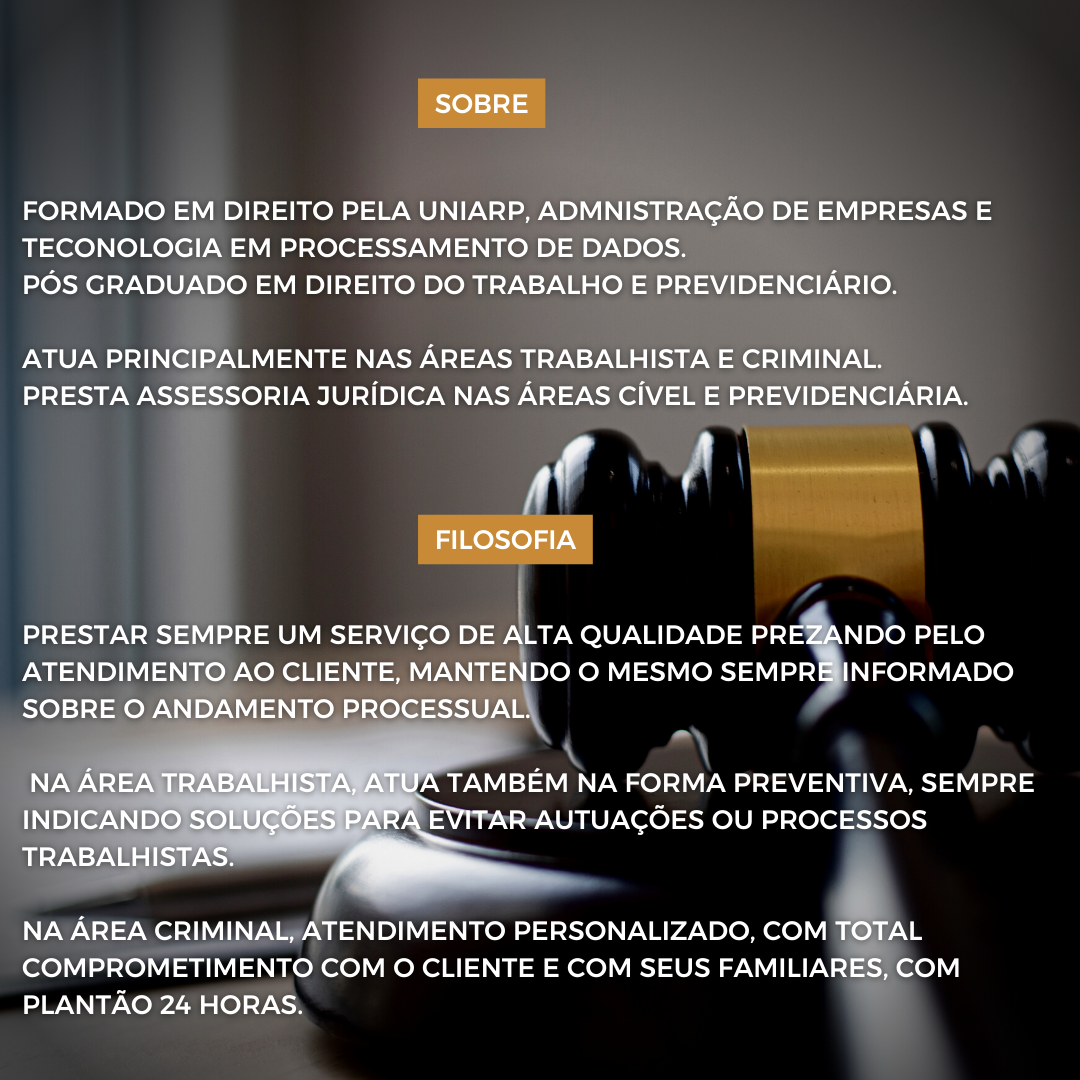 SOBRE
FORMADO EM DIREITO PELA UNIARP, ADMNISTRAÇÃO DE EMPRESAS E
TECONOLOGIA EM PROCESSAMENTO DE DADOS.
PÓS GRADUADO EM DIREITO DO TRABALHO E PREVIDENCIÁRIO.
ATUA PRINCIPALMENTE NAS ÁREAS TRABALHISTA E CRIMINAL.
PRESTA ASSESSORIA JURÍDICA NAS ÁREAS CÍVEL E PREVIDENCIÁRIA.
FILOSOFIA
PRESTAR SEMPRE UM SERVIÇO DE ALTA QUALIDADE PREZANDO PELO
ATENDIMENTO AO CLIENTE, MANTENDO O MESMO SEMPRE INFORMADO
SOBRE O ANDAMENTO PROCESSUAL.
NA ÁREA TRABALHISTA, ATUA TAMBÉM NA FORMA PREVENTIVA, SEMPRE
INDICANDO SOLUÇÕES PARA EVITAR AUTUAÇÕES OU PROCESSOS
TRABALHISTAS.
NA ÁREA CRIMINAL, ATENDIMENTO PERSONALIZADO, COM TOTAL
COMPROMETIMENTO COM O CLIENTE E COM SEUS FAMILIARES, COM
PLANTÃO 24 HORAS.